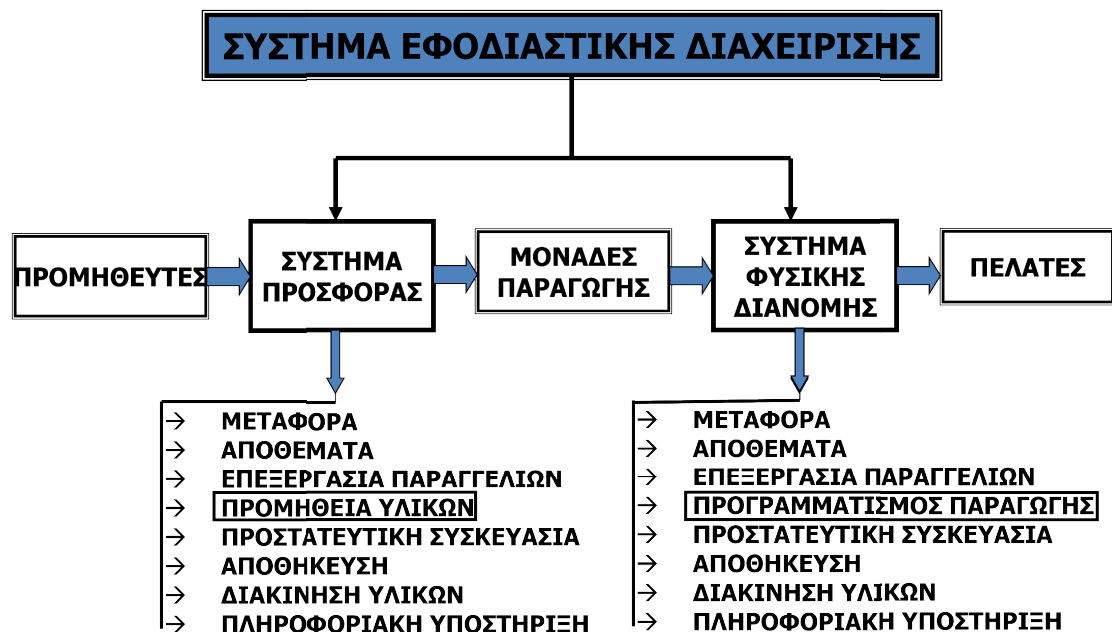 ΣΥΣΤΗΜΑ ΕΦΟΔΙΑΣΤΙΚΗΣ ΔΙΑΧΕΙΡΙΣΗΣ
ΠΡΟΜΗΘΕΥΤΕΣ
ΣΥΣΤΗΜΑ
ΠΡΟΣΦΟΡΑΣ
ΜΟΝΑΔΕΣ
ΠΑΡΑΓΩΓΗΣ
ΣΥΣΤΗΜΑ
ΦΥΣΙΚΗΣ
ΔΙΑΝΟΜΗΣ
ΠΕΛΑΤΕΣ
→ ΜΕΤΑΦΟΡΑ
→ ΑΠΟΘΕΜΑΤΑ
→ ΕΠΕΞΕΡΓΑΣΙΑ ΠΑΡΑΓΓΕΛΙΩΝ
→ ΠΡΟΜΗΘΕΙΑ ΥΛΙΚΩΝ
→ ΠΡΟΣΤΑΤΕΥΤΙΚΗ ΣΥΣΚΕΥΑΣΙΑ
→ ΑΠΟΘΗΚΕΥΣΗ
→ ΔΙΑΚΙΝΗΣΗ ΥΛΙΚΩΝ
→ ΠΛΗΡΟΦΟΡΙΑΚΗ ΥΠΟΣΤΗΡΙΞΗ
→ ΜΕΤΑΦΟΡΑ
→ ΑΠΟΘΕΜΑΤΑ
→ ΕΠΕΞΕΡΓΑΣΙΑ ΠΑΡΑΓΓΕΛΙΩΝ
→ ΠΡΟΓΡΑΜΜΑΤΙΣΜΟΣ ΠΑΡΑΓΩΓΗΣ
→ ΠΡΟΣΤΑΤΕΥΤΙΚΗ ΣΥΣΚΕΥΑΣΙΑ
→ ΑΠΟΘΗΚΕΥΣΗ
→ ΔΙΑΚΙΝΗΣΗ ΥΛΙΚΩΝ
→ ΠΛΗΡΟΦΟΡΙΑΚΗ ΥΠΟΣΤΗΡΙΞΗ